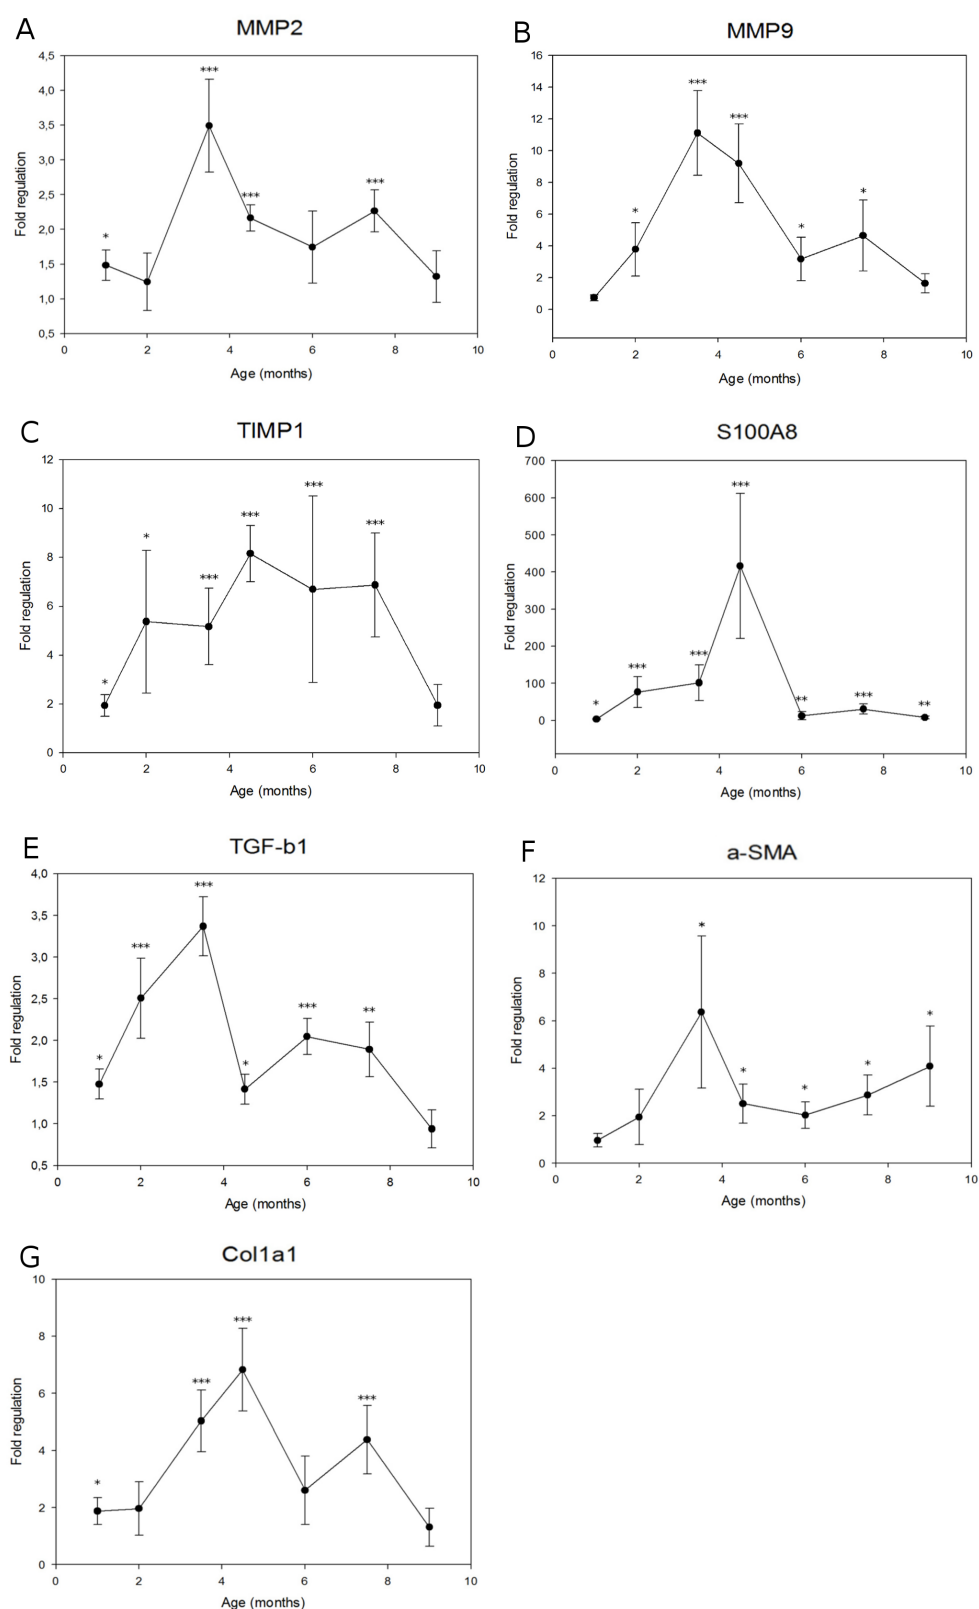 A
MMP2
4,5
4,0
3,5
3,0
2,5
2,0
1,5
1,0
0,5
Fold regulation
*
***
***
***
0 2 4 6 8 10
Age (months)
B
MMP9
16
14
12
10
8
6
4
2
0
Fold regulation
*
***
***
*
*
0 2 4 6 8 10
Age (months)
C
TIMP1
12
10
8
6
4
2
0
Fold regulation
*
*
***
***
***
***
0 2 4 6 8 10
Age (months)
D
S100A8
700
600
500
400
300
200
100
0
Fold regulation
*
***
***
***
**
***
**
0 2 4 6 8 10
Age (months)
E
TGF-b1
4,0
3,5
3,0
2,5
2,0
1,5
1,0
0,5
Fold regulation
*
***
***
*
***
**
0 2 4 6 8 10
Age (months)
F
a-SMA
12
10
8
6
4
2
0
Fold regulation
*
*
*
*
*
0 2 4 6 8 10
Age (months)
G
Col1a1
10
8
6
4
2
0
Fold regulation
*
***
***
***
0 2 4 6 8 10
Age (months)